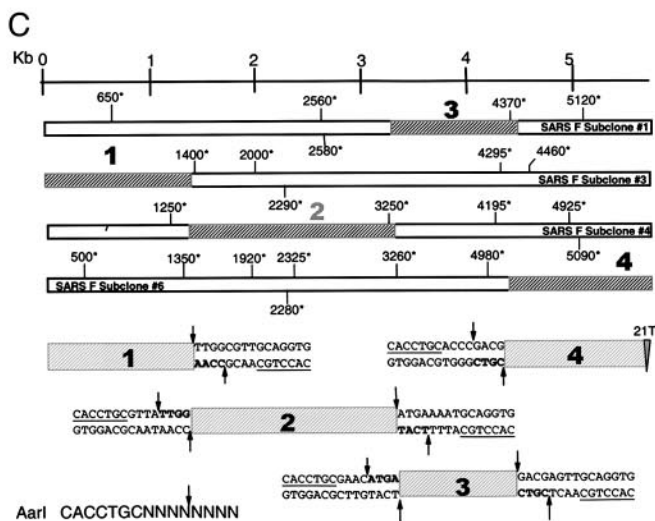 C
Kb 0 1 2 3 4 5
650* 2560* 3 4370* 5120*
SARS F Subclone #1
1 1400* 2000* 2580* 4295* 4460*
SARS F Subclone #3
2290* 2
1250* 3250* 4195* 4925*
SARS F Subclone #4
500* 1350* 1920* 2325* 3260* 4980* 5090* 4
SARS F Subclone #6
2280*
21T
1 TTGGCGTTGCAGGTG CACCTGCACCCGACG 4
AACCGCAACGTCCAC GTGGACGTGGGCTGC
CACCTGCGTTATTGG 2 ATGAAAATGCAGGTG
GTGGACGCAATAACC TACTTTTACGTCCAC
CACCTGCGAACATGA 3 GACGAGTTGCAGGTG
GTGGACGCTTGTACT CTGCTCAACGTCCAC
AarI CACCTGCNNNNNNNN